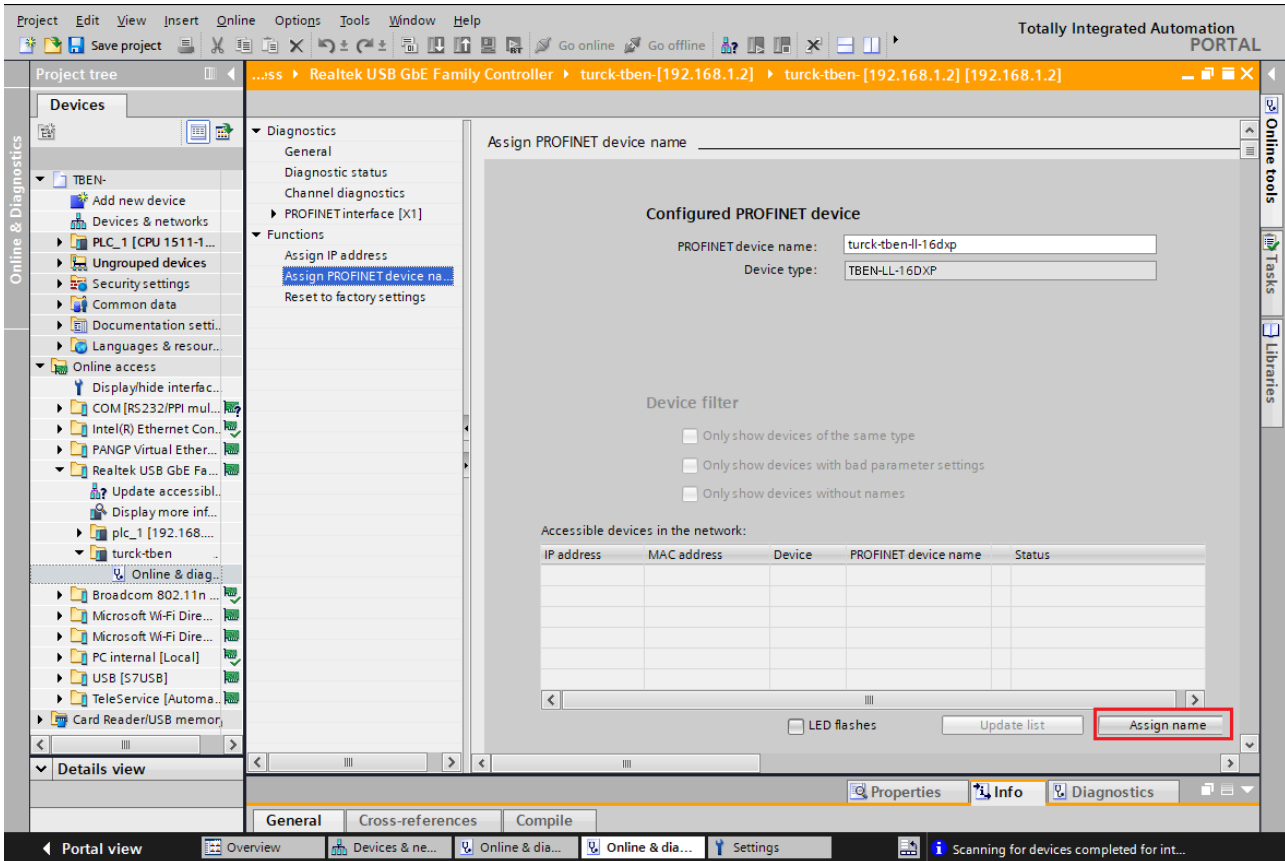 Project Edit View Insert Online Options Tools Window Help
Totally Integrated Automation
PORTAL
Save project Go online Go offline
Project tree
...ss Realtek USB GbE Family Controller turck-tben-[192.168.1.2] turck-tben- [192.168.1.2] [192.168.1.2]
Devices
Online & Diagnostics
TBEN-
Add new device
Devices & networks
PLC_1 [CPU 1511-1...
Ungrouped devices
Security settings
Common data
Documentation setti..
Languages & resour..
Online access
Display/hide interfac..
COM [RS232/PPI mul...
Intel(R) Ethernet Con..
PANGP Virtual Ether...
Realtek USB GbE Fa...
Update accessibl..
Display more inf...
plc_1 [192.168....
turck-tben .
Online & diag..
Broadcom 802.11n ...
Microsoft Wi-Fi Dire...
Microsoft Wi-Fi Dire...
PC internal [Local]
USB [S7USB]
TeleService [Automa..
Card Reader/USB memor
Details view
Diagnostics
General
Diagnostic status
Channel diagnostics
PROFINET interface [X1]
Functions
Assign IP address
Assign PROFINET device na...
Reset to factory settings
Assign PROFINET device name
Configured PROFINET device
PROFINET device name: turck-tben-ll-16dxp
Device type: TBEN-LL-16DXP
Device filter
Only show devices of the same type
Only show devices with bad parameter settings
Only show devices without names
Accessible devices in the network:
IP address MAC address Device PROFINET device name Status
LED flashes Update list Assign name
Online tools
Tasks
Libraries
Properties Info Diagnostics
General Cross-references Compile
Portal view Overview Devices & ne... Online & dia... Online & dia... Settings Scanning for devices completed for int...